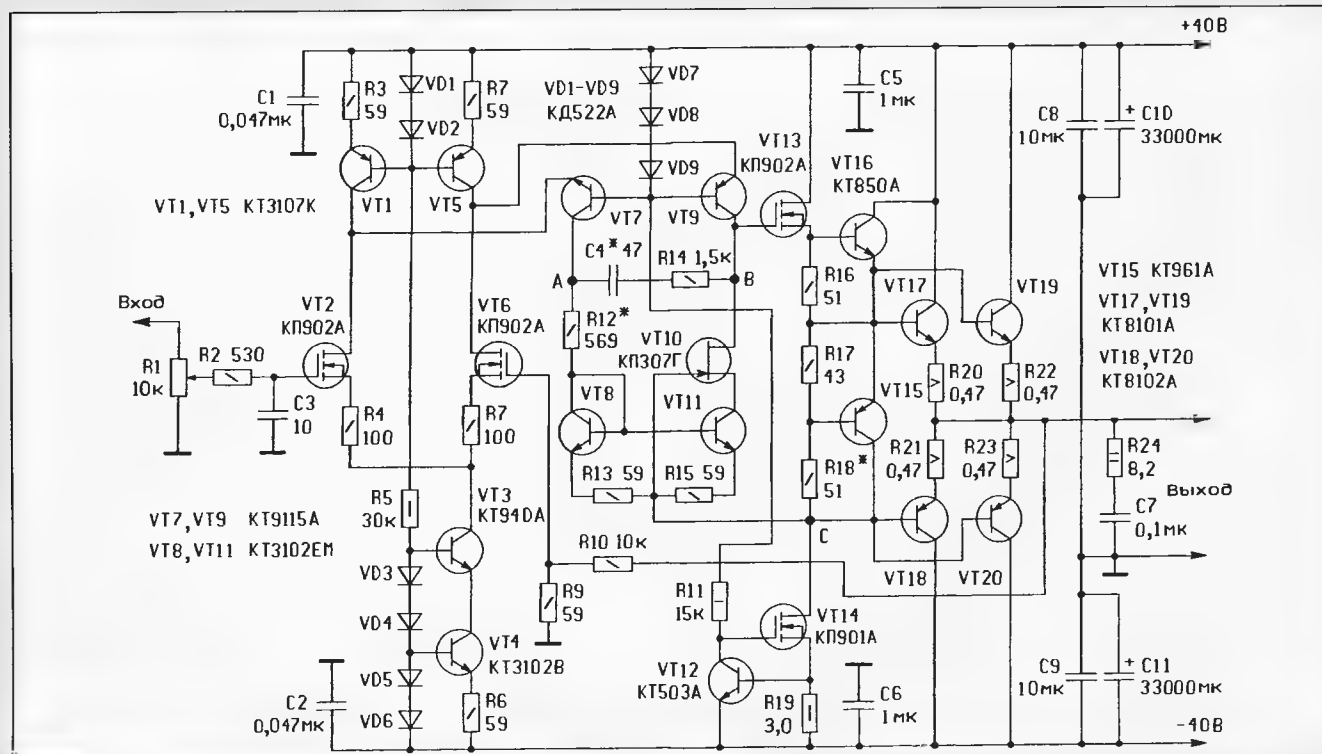 +40В
C1
0,047мк
R3
59
VD1
VD2
R7
59
VD1-VD9
КД522А
VD7
VD8
VD9
C5
1мк
C8
10мк
+
C10
33000мк
VT13
КП902А
VT16
КТ850А
VT1,VT5 КТ3107К
VT1
VT5
VT7
VT9
C4* 47
R14 1,5к
A
B
R16
51
VT17
VT19
VT15 КТ961А
VT17,VT19
КТ8101А
VT18,VT20
КТ8102А
Вход
R1
10к
R2 530
C3
10
VT2
КП902А
VT6
КП902А
R12*
569
VT10
КП307Г
R17
43
VT15
R20
0,47
R22
0,47
R4
100
R7
100
VT8
VT11
R18*
51
R21
0,47
R23
0,47
R24
8,2
R13 59
R15 59
C
Выход
C7
0,1мк
R5
30к
VT3
КТ940А
VT7,VT9 КТ9115А
VT8,VT11 КТ3102ЕМ
R10 10к
VT18
VT20
VD3
VD4
VD5
VD6
R9
59
R11
15к
VT14
КП901А
VT4
КТ3102В
VT12
КТ503А
C2
0,047мк
R6
59
R19
3,0
C6
1мк
C9
10мк
+
C11
33000мк
-40В